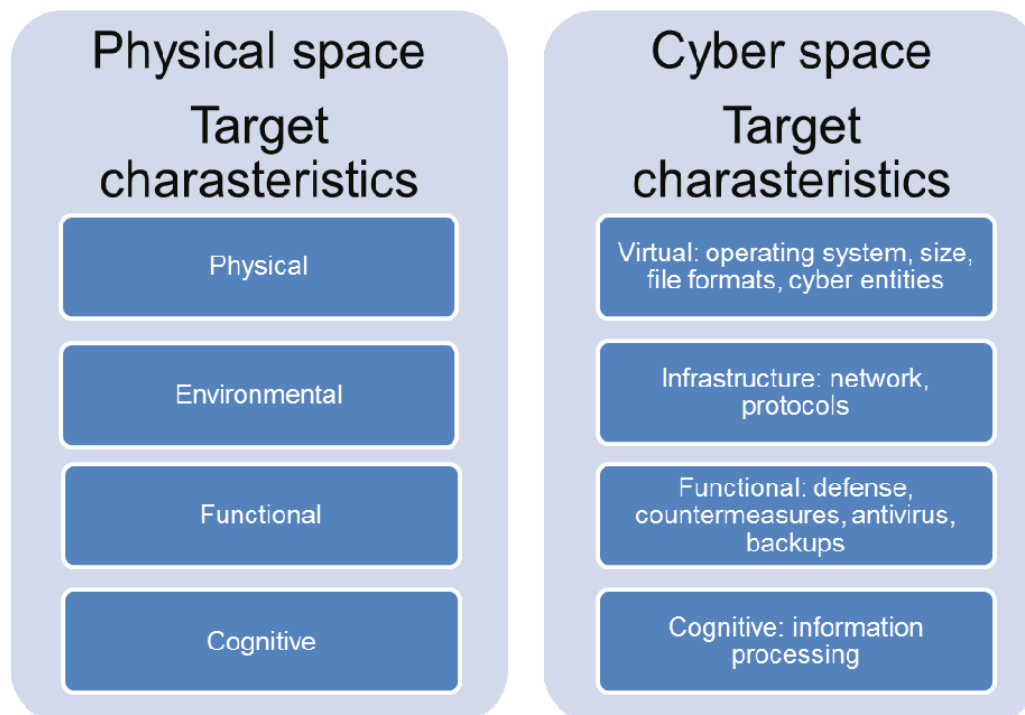 Physical space
Target
charasteristics
Physical
Environmental
Functional
Cognitive
Cyber space
Target
charasteristics
Virtual: operating system, size,
file formats, cyber entities
Infrastructure: network,
protocols
Functional: defense,
countermeasures, antivirus,
backups
Cognitive: information
processing